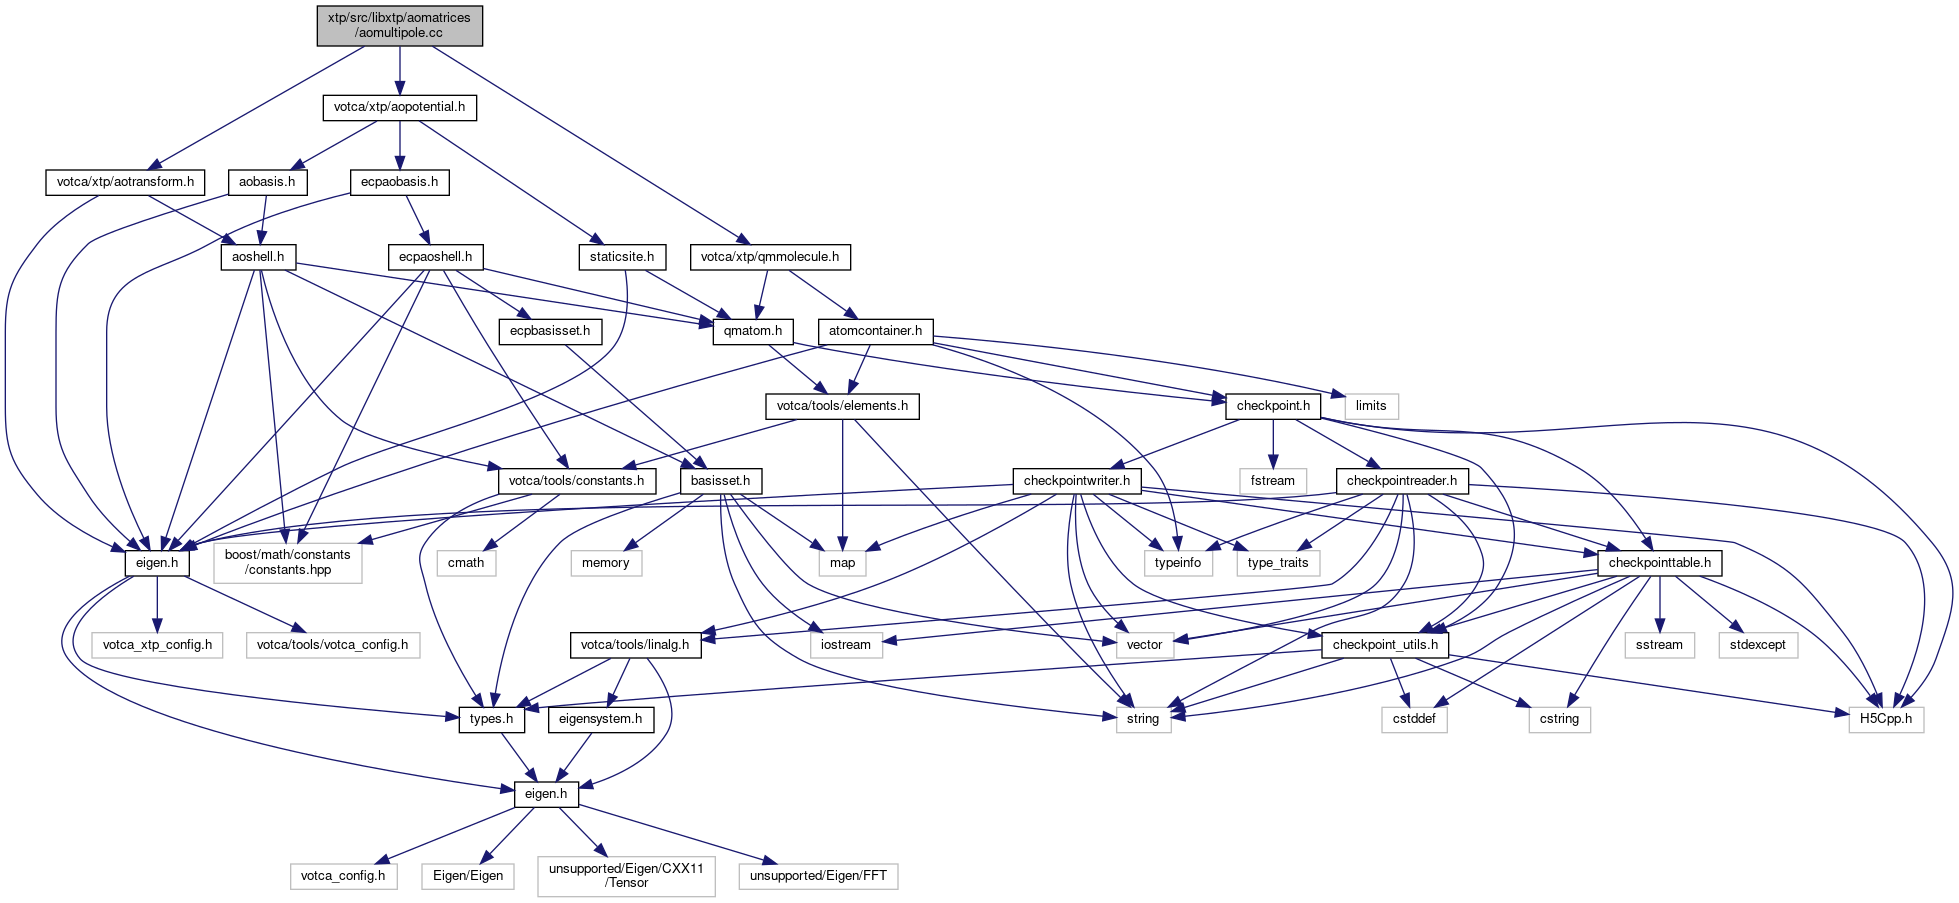 xtp/src/libxtp/aomatrices
/aomultipole.cc
votca/xtp/aopotential.h
votca/xtp/aotransform.h
aobasis.h
ecpaobasis.h
aoshell.h
ecpaoshell.h
staticsite.h
votca/xtp/qmmolecule.h
ecpbasisset.h
qmatom.h
atomcontainer.h
votca/tools/elements.h
checkpoint.h
limits
votca/tools/constants.h
basisset.h
checkpointwriter.h
fstream
checkpointreader.h
eigen.h
boost/math/constants
/constants.hpp
cmath
memory
map
typeinfo
type_traits
checkpointtable.h
votca_xtp_config.h
votca/tools/votca_config.h
votca/tools/linalg.h
iostream
vector
checkpoint_utils.h
sstream
stdexcept
types.h
eigensystem.h
string
cstddef
cstring
H5Cpp.h
eigen.h
votca_config.h
Eigen/Eigen
unsupported/Eigen/CXX11
/Tensor
unsupported/Eigen/FFT